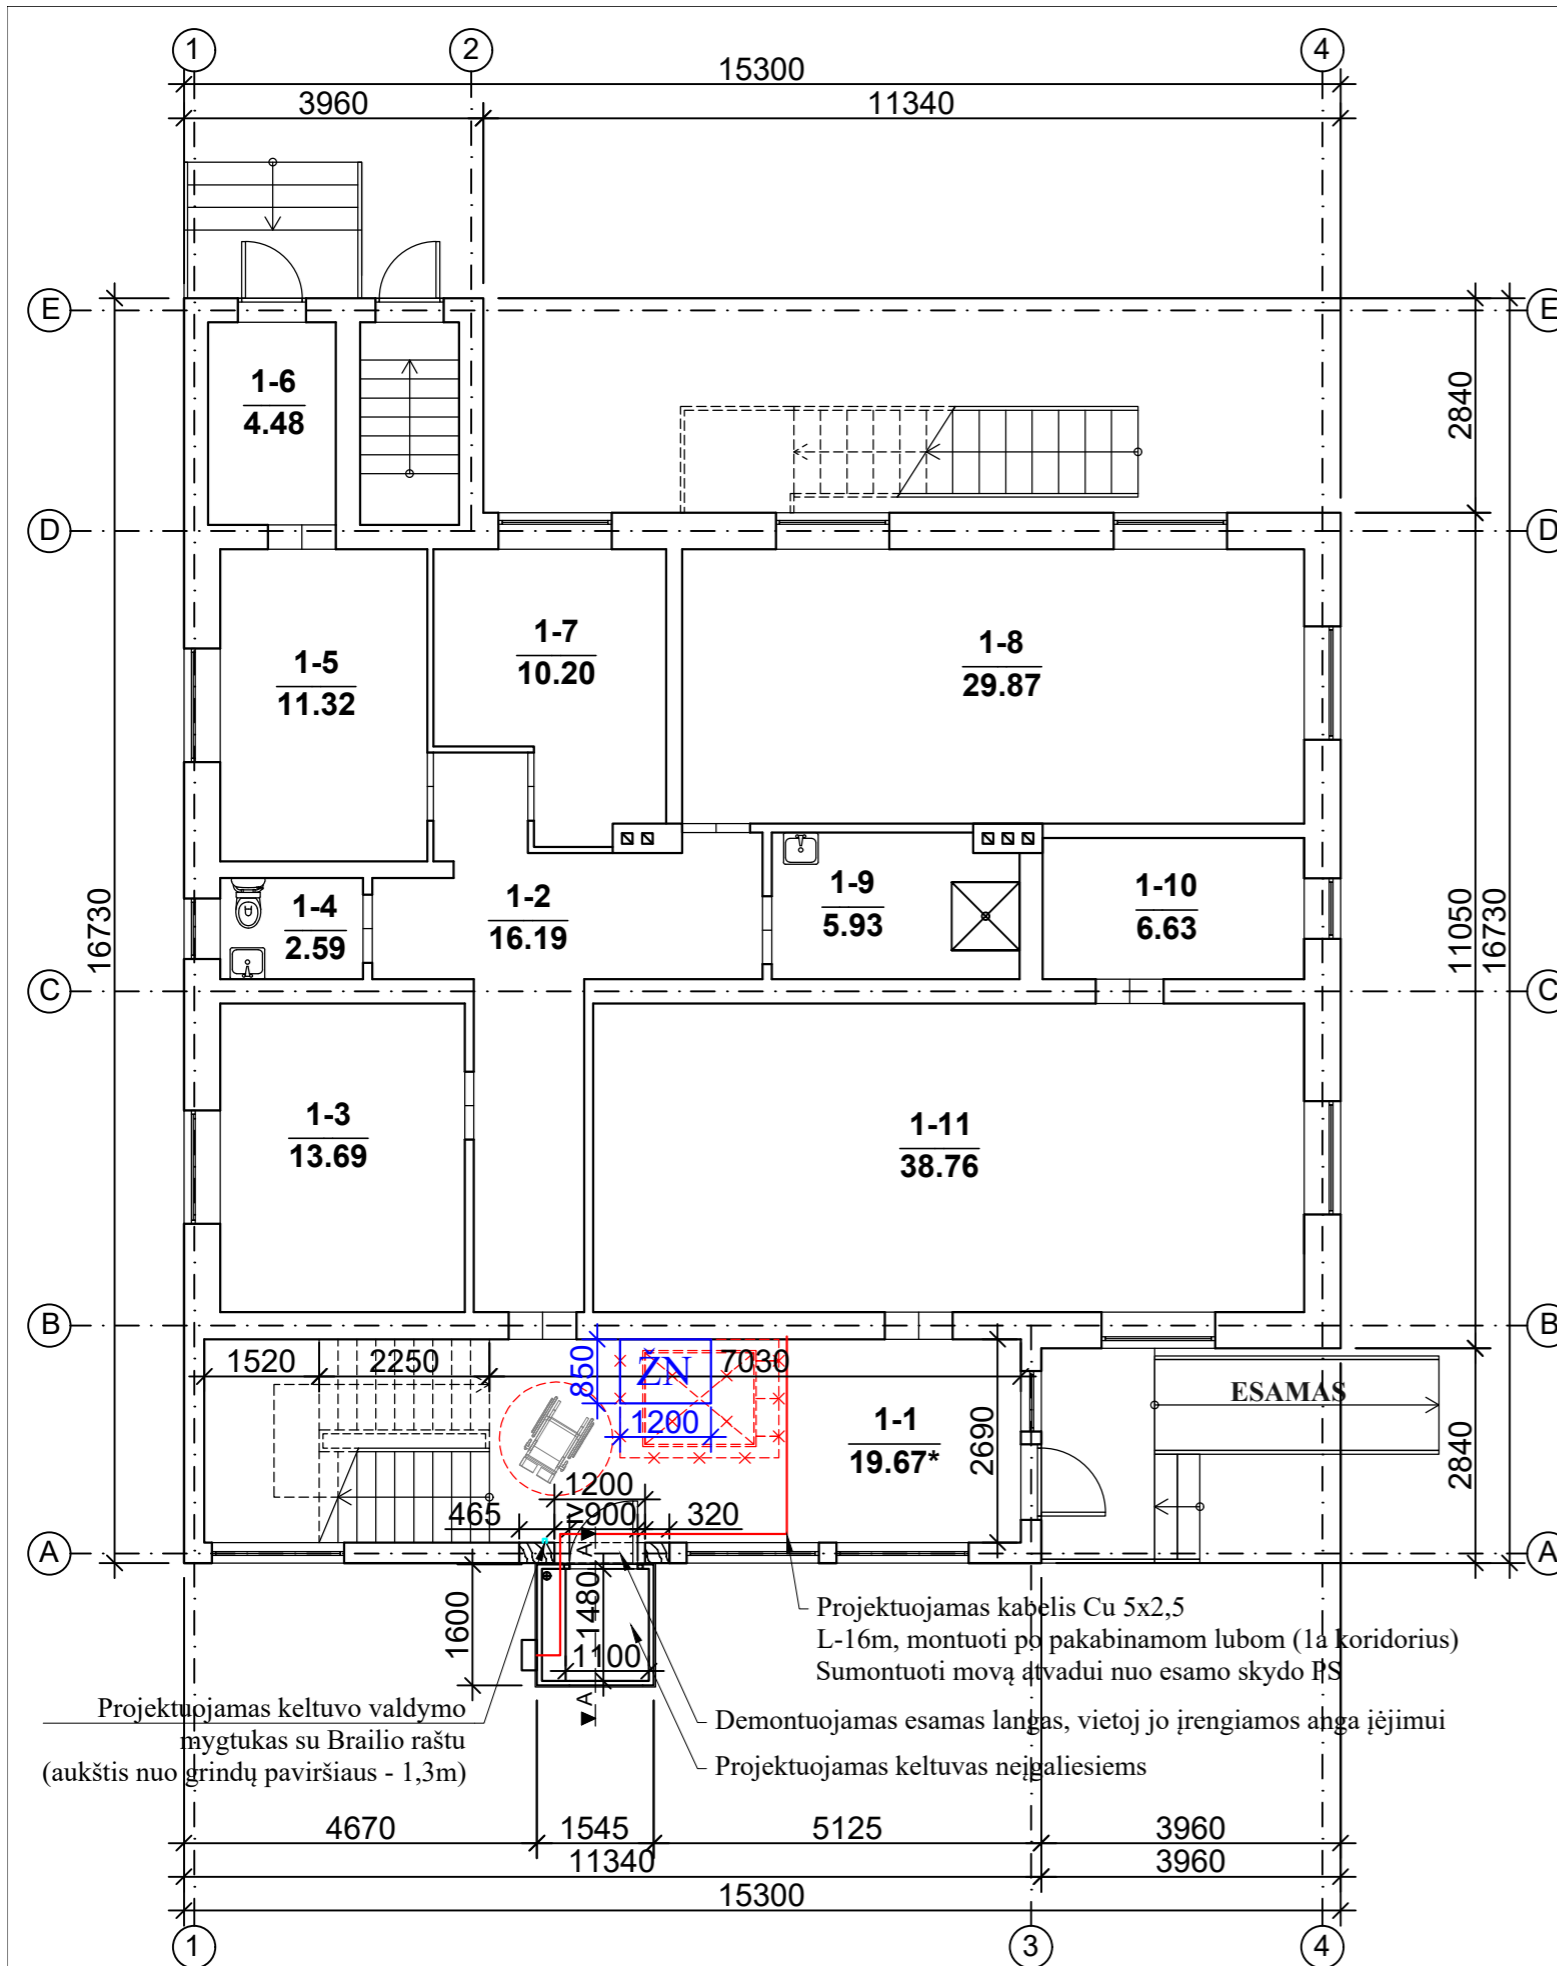 1
2
4
15300
3960
11340
E
E
1-6
4.48
2840
D
D
1-7
10.20
1-5
11.32
1-8
29.87
1-4
2.59
1-2
16.19
1-9
5.93
1-10
6.63
16730
11050
16730
C
C
1-3
13.69
1-11
38.76
B
B
1520
2250
850
ŽN
7030
ESAMAS
1200
1-1
19.67*
2690
2840
1200
465
900
320
A
A
A
1600
1480
1100
A
Projektuojamas kabelis Cu 5x2,5
L-16m, montuoti po pakabinamom lubom (1a koridorius)
Sumontuoti movą atvadui nuo esamo skydo PS
Projektuojamas keltuvo valdymo
mygtukas su Brailio raštu
(aukštis nuo grindų paviršiaus - 1,3m)
Demontuojamas esamas langas, vietoj jo įrengiamos anga įėjimui
Projektuojamas keltuvas neįgaliesiems
4670
1545
5125
3960
11340
3960
15300
1
3
4